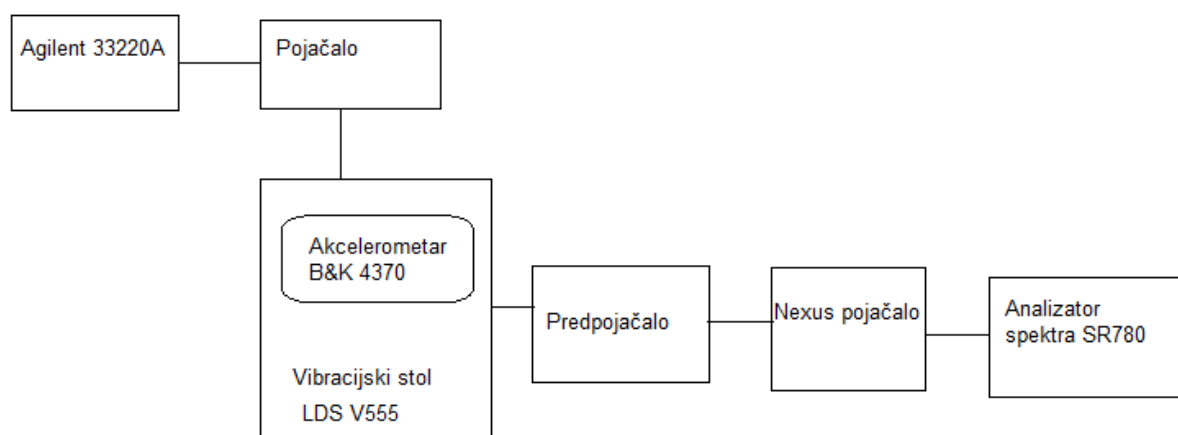 Agilent 33220A
Pojačalo
Akcelerometar
B&K 4370
Vibracijski stol
LDS V555
Predpojačalo
Nexus pojačalo
Analizator
spektra SR780